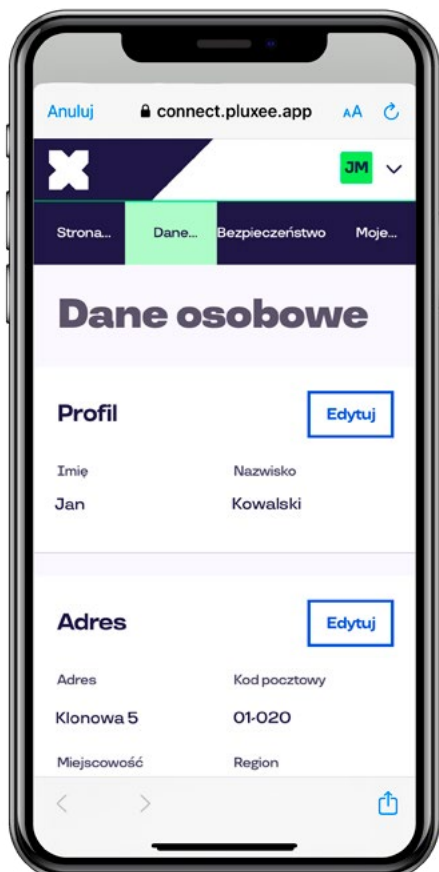 Anuluj connect.pluxee.app AA
JM
Strona... Dane... Bezpieczeństwo Moje...
Dane osobowe
Profil Edytuj
Imię Nazwisko
Jan Kowalski
Adres Edytuj
Adres Kod pocztowy
Klonowa 5 01-020
Miejscowość Region